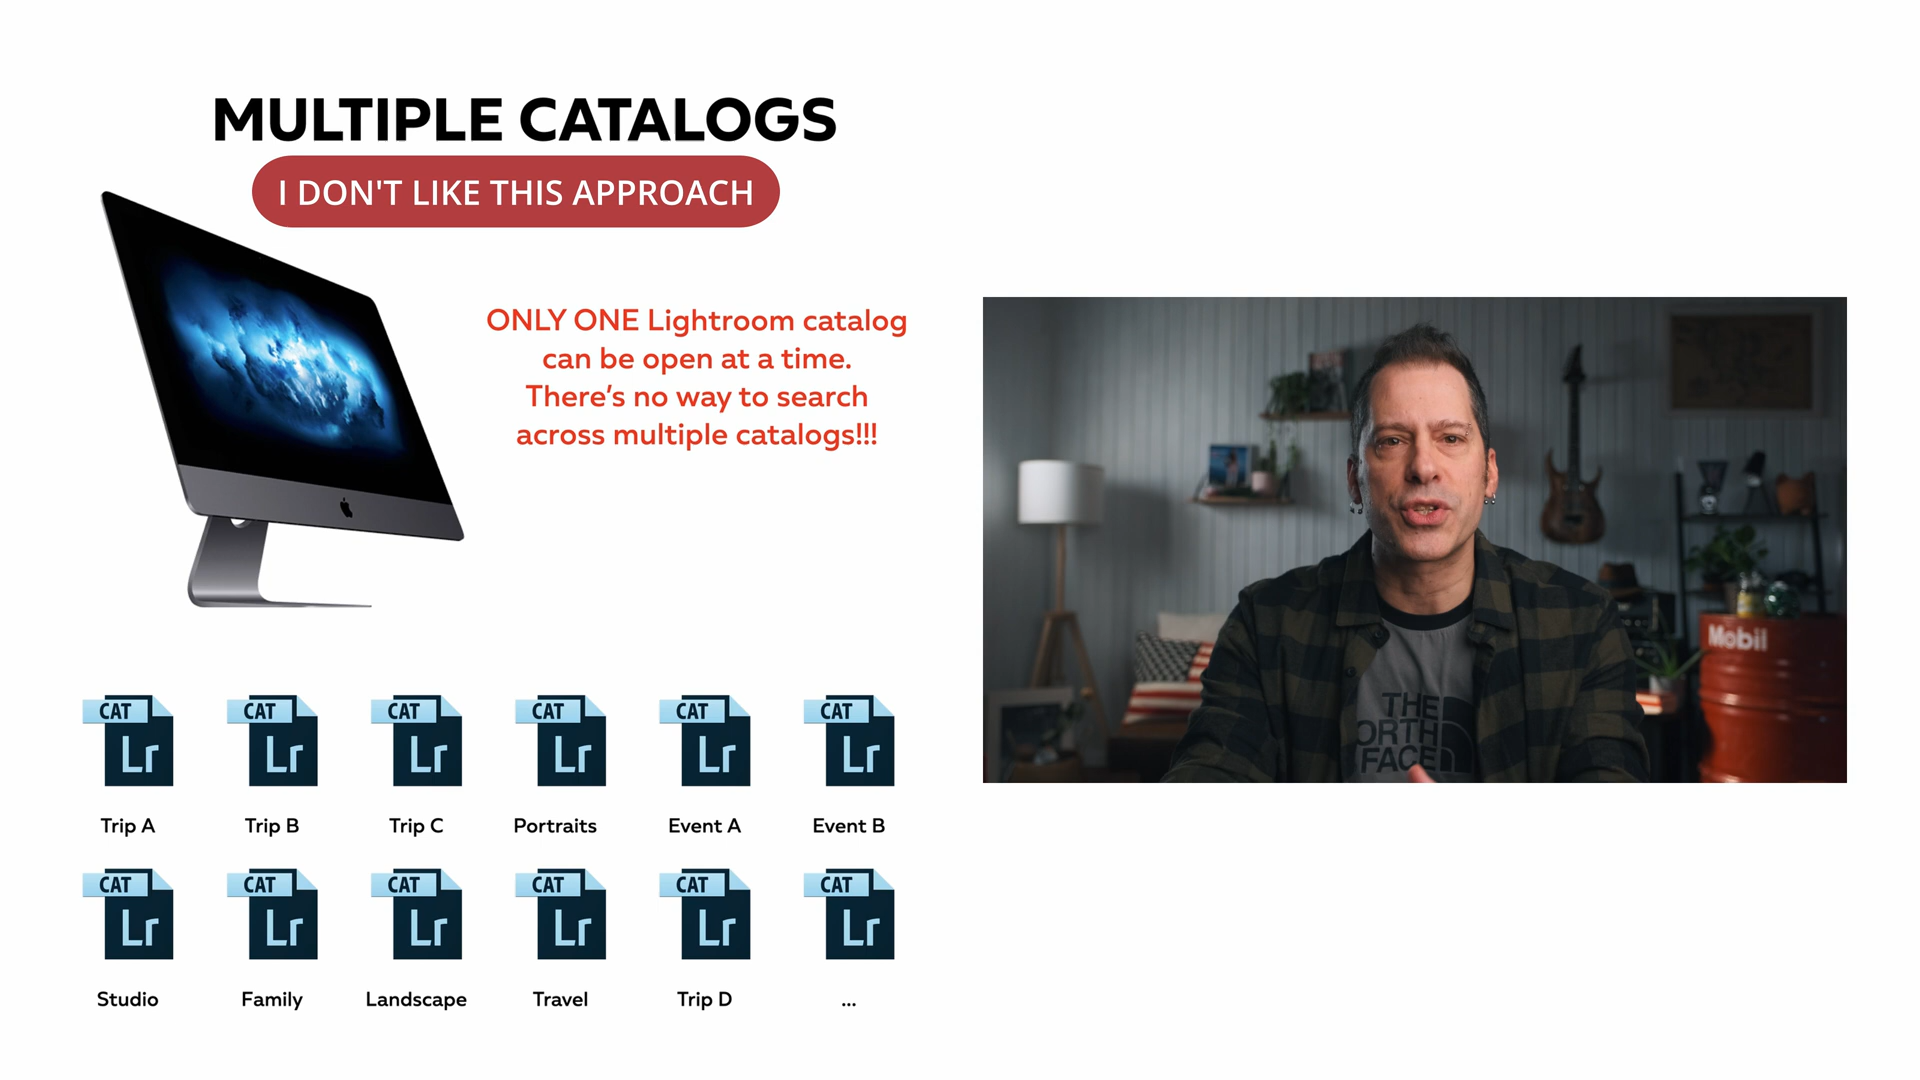 MULTIPLE CATALOGS
I DON'T LIKE THIS APPROACH
ONLY ONE Lightroom catalog
can be open at a time.
There's no way to search
across multiple catalogs!!!
CAT CAT CAT CAT CAT CAT
Lr Lr Lr Lr Lr Lr
Trip A Trip B Trip C Portraits Event A Event B
CAT CAT CAT CAT CAT CAT
Lr Lr Lr Lr Lr Lr
Studio Family Landscape Travel Trip D ...
Mobil
THE
ORTH
FACE